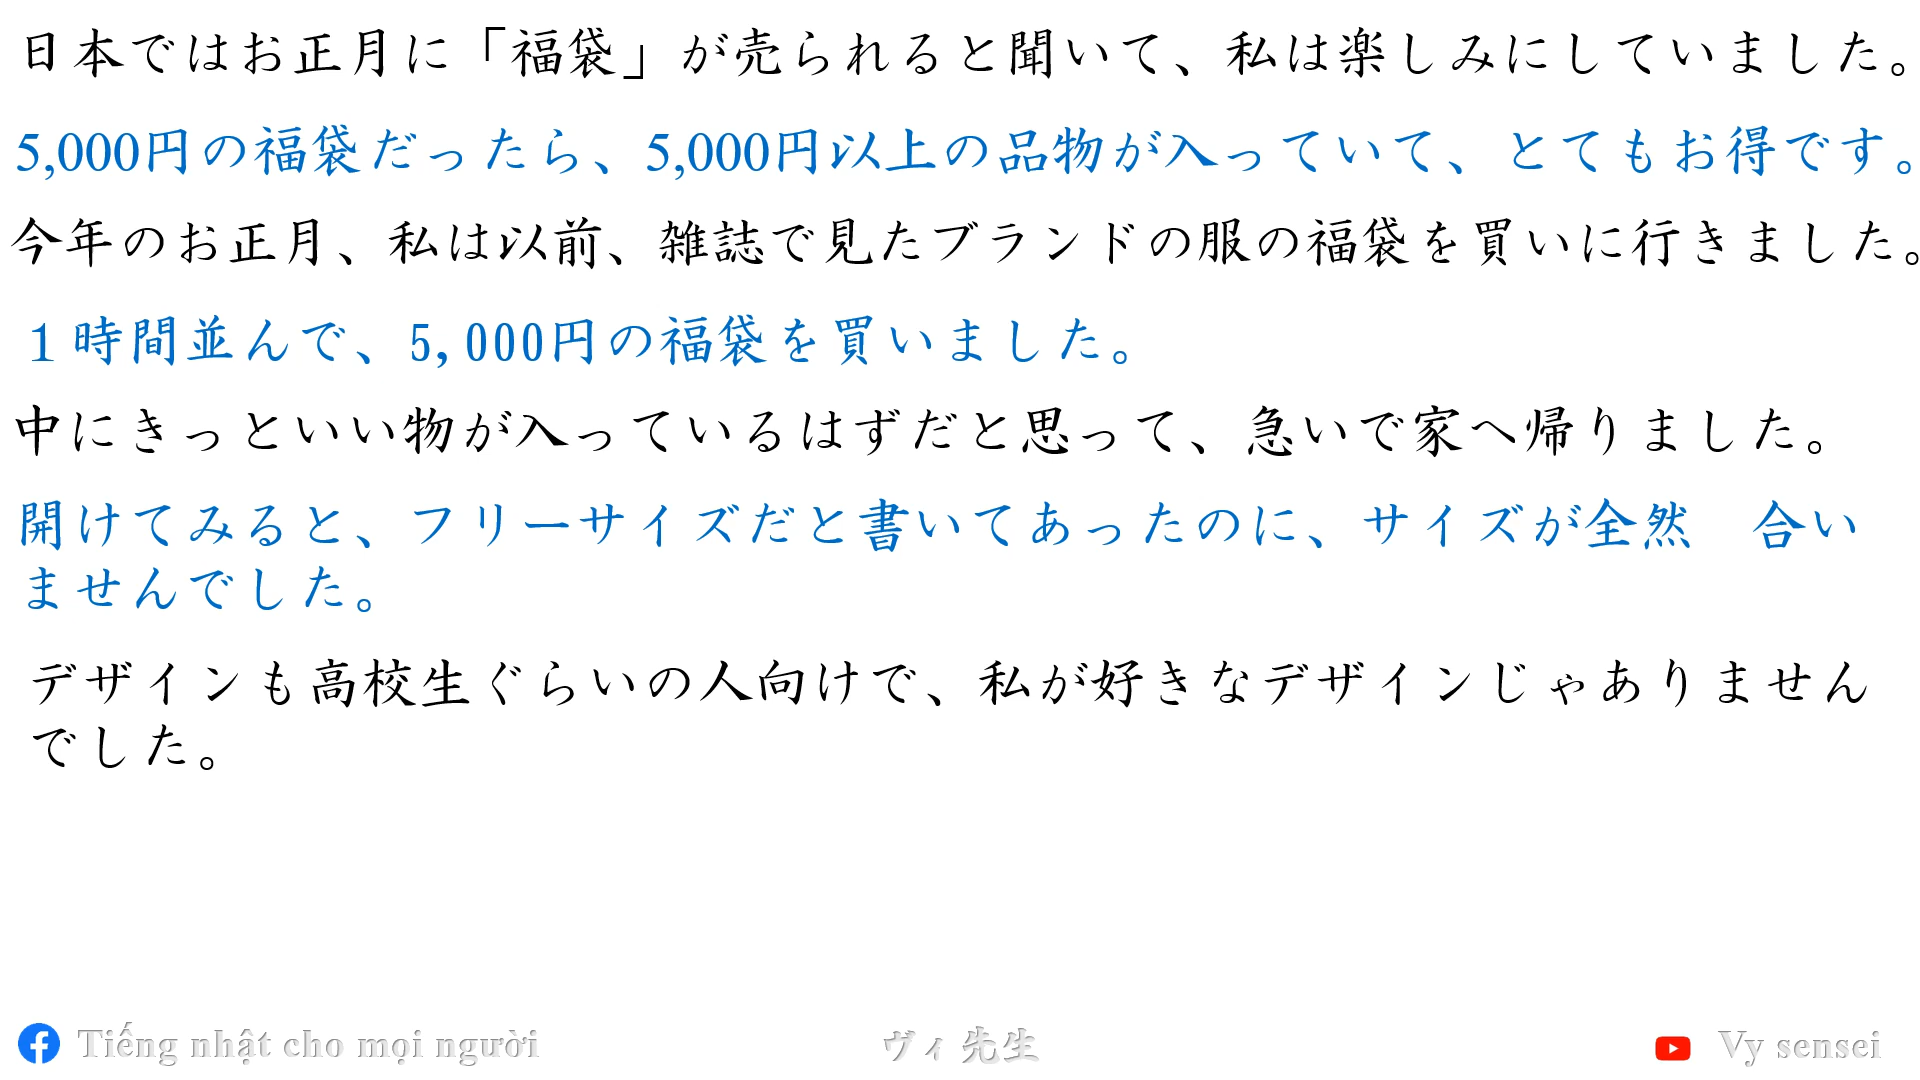 日本ではお正月に「福袋」が売られると聞いて、私は楽しみにしていました。
5,000円の福袋だったら、5,000円以上の品物が入っていて、とてもお得です。
今年のお正月、私は以前、雑誌で見たブランドの服の福袋を買いに行きました。
１時間並んで、5,000円の福袋を買いました。
中にきっといい物が入っているはずだと思って、急いで家へ帰りました。
開けてみると、フリーサイズだと書いてあったのに、サイズが全然　合い
ませんでした。
デザインも高校生ぐらいの人向けで、私が好きなデザインじゃありません
でした。
Tiếng nhật cho mọi người
ヴィ先生
Vy sensei